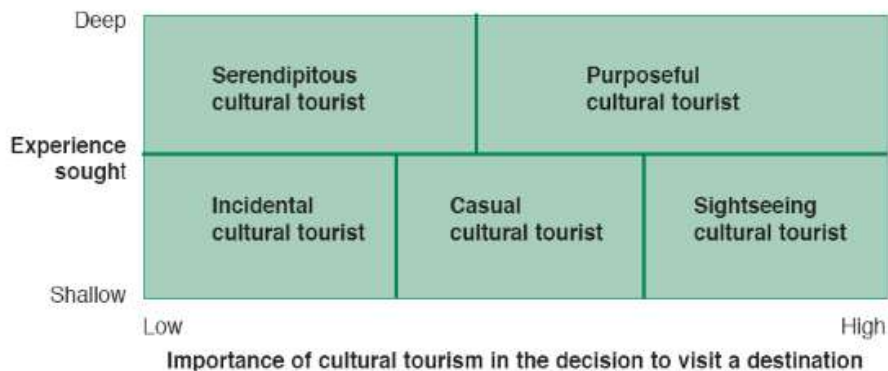 Deep
Serendipitous
cultural tourist
Purposeful
cultural tourist
Experience
sought
Incidental
cultural tourist
Casual
cultural tourist
Sightseeing
cultural tourist
Shallow
Low
High
Importance of cultural tourism in the decision to visit a destination